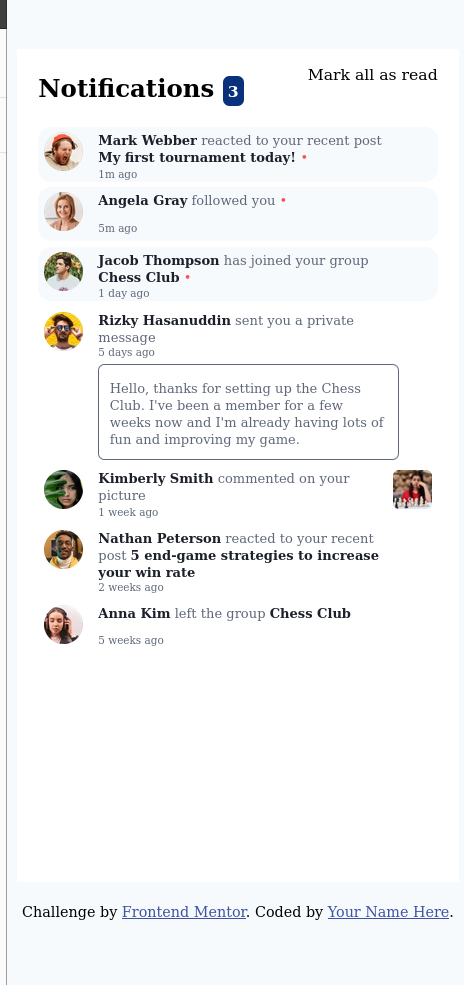 Mark all as read
Notifications 3
Mark Webber reacted to your recent post
My first tournament today! •
1m ago
Angela Gray followed you •
5m ago
Jacob Thompson has joined your group
Chess Club •
1 day ago
Rizky Hasanuddin sent you a private
message
5 days ago
Hello, thanks for setting up the Chess
Club. I've been a member for a few
weeks now and I'm already having lots of
fun and improving my game.
Kimberly Smith commented on your
picture
1 week ago
Nathan Peterson reacted to your recent
post 5 end-game strategies to increase
your win rate
2 weeks ago
Anna Kim left the group Chess Club
5 weeks ago
Challenge by Frontend Mentor. Coded by Your Name Here.